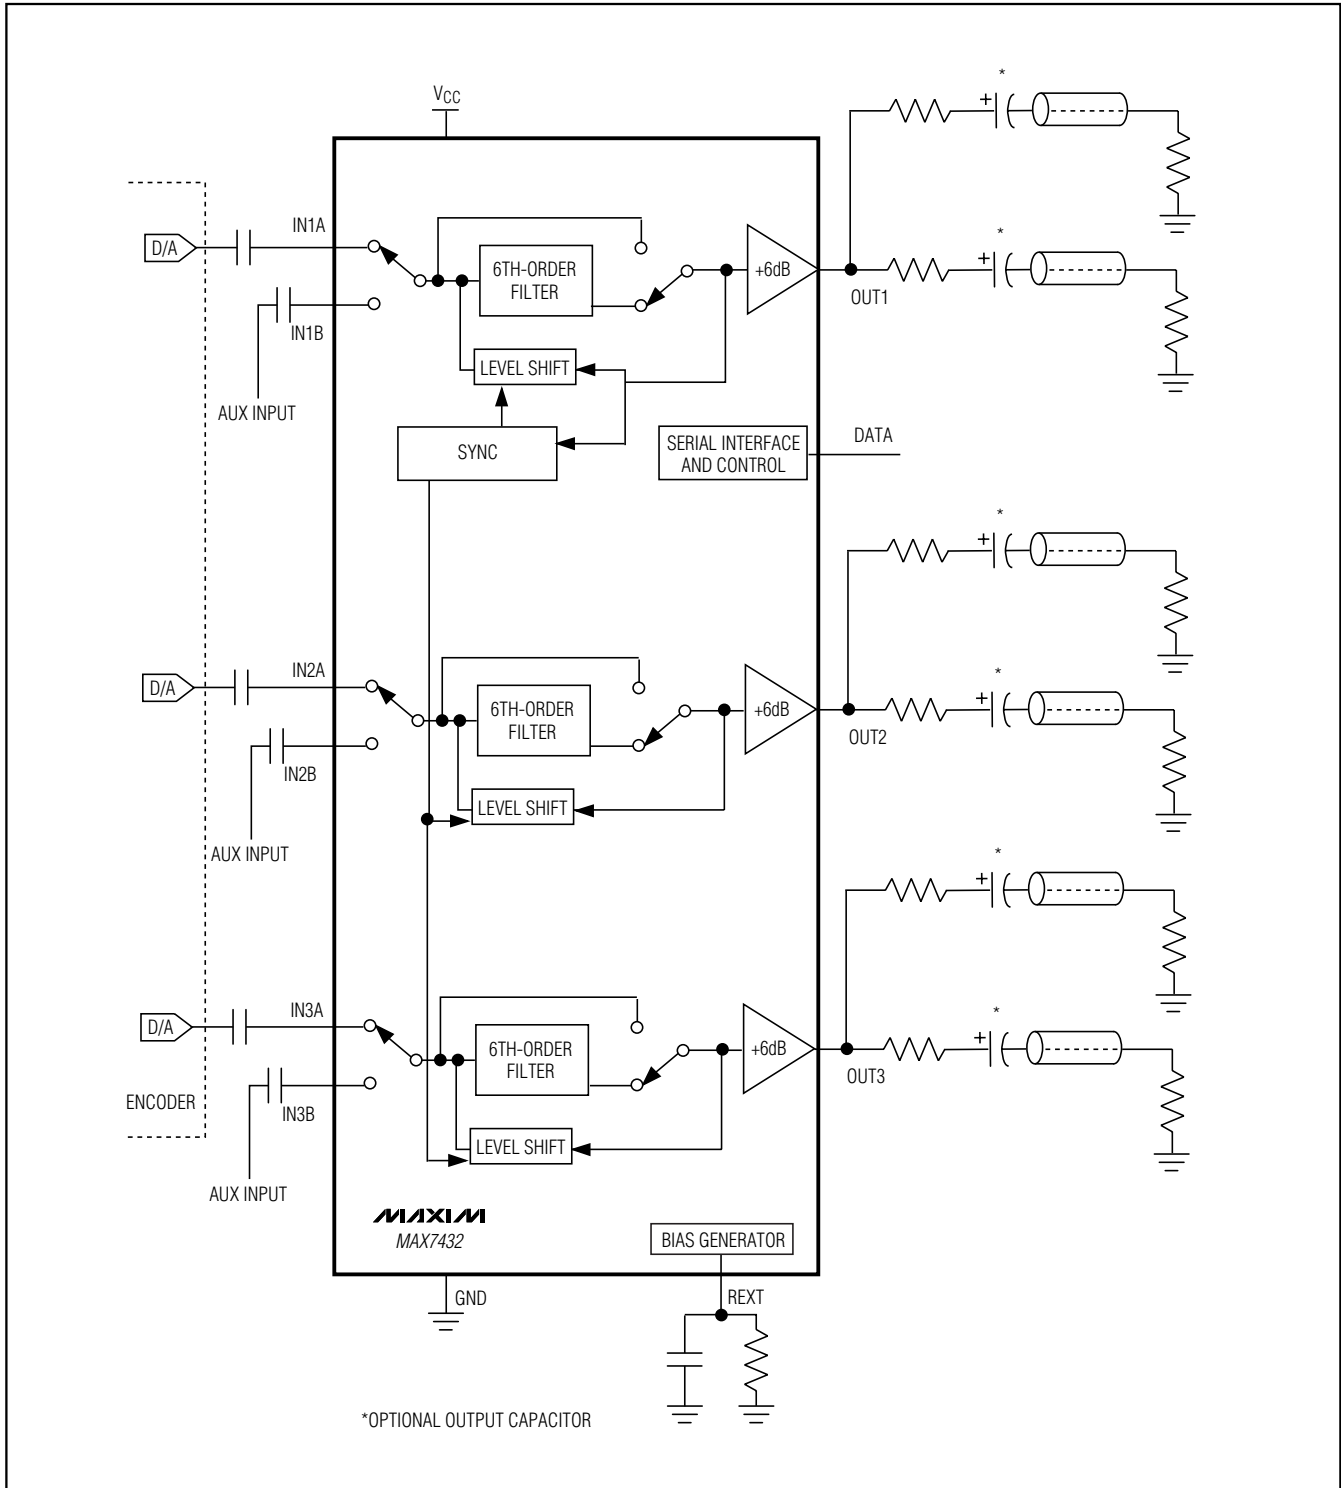 *
VCC
+
IN1A
D/A
*
6TH-ORDER
FILTER
+6dB
+
OUT1
IN1B
LEVEL SHIFT
AUX INPUT
SYNC
SERIAL INTERFACE
AND CONTROL
DATA
*
+
IN2A
D/A
*
6TH-ORDER
FILTER
+6dB
+
OUT2
IN2B
LEVEL SHIFT
AUX INPUT
*
+
IN3A
D/A
*
6TH-ORDER
FILTER
+6dB
+
OUT3
ENCODER
IN3B
LEVEL SHIFT
AUX INPUT
MAXIM
MAX7432
BIAS GENERATOR
GND
REXT
*OPTIONAL OUTPUT CAPACITOR